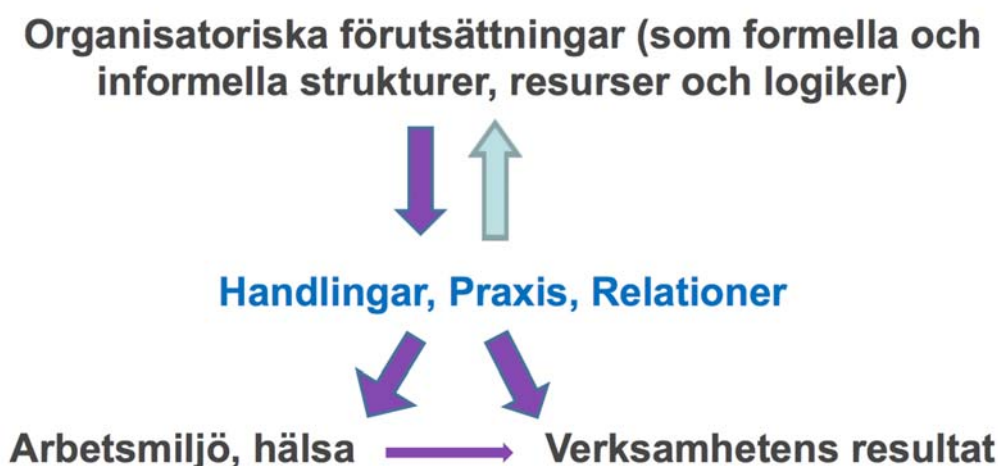 Organisatoriska förutsättningar (som formella och
informella strukturer, resurser och logiker)
Handlingar, Praxis, Relationer
Arbetsmiljö, hälsa
Verksamhetens resultat